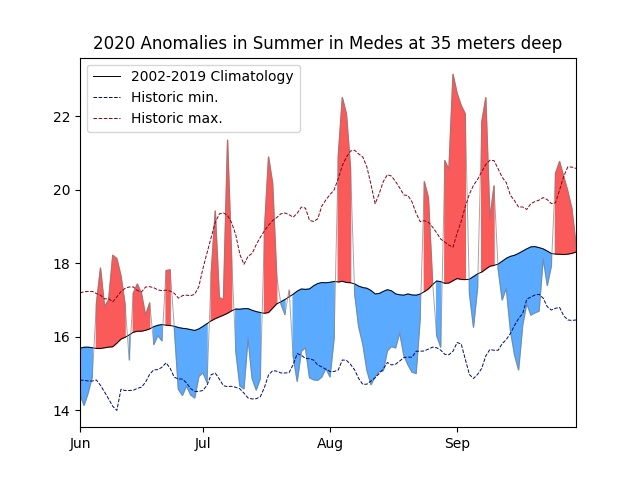 2020 Anomalies in Summer in Medes at 35 meters deep
2002-2019 Climatology
Historic min.
Historic max.
22
20
18
16
14
Jun Jul Aug Sep